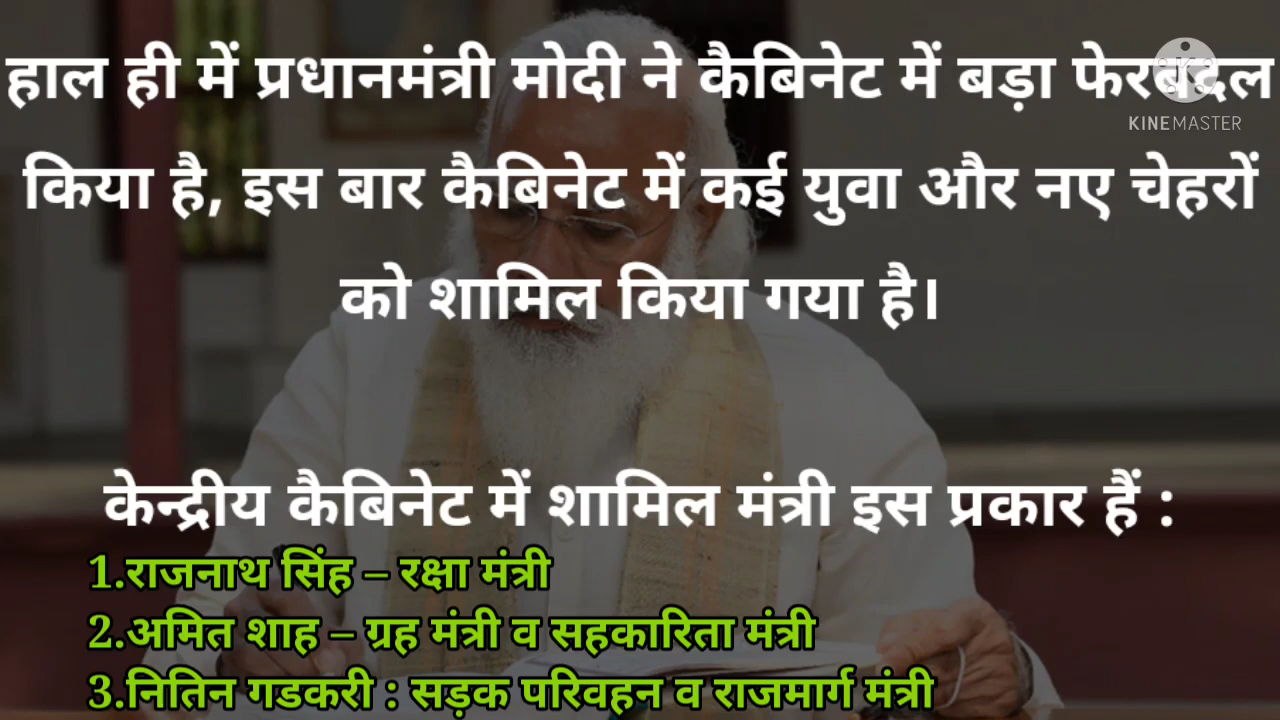 हाल ही में प्रधानमंत्री मोदी ने कैबिनेट में बड़ा फेरबदल
KINEMASTER
किया है, इस बार कैबिनेट में कई युवा और नए चेहरों
को शामिल किया गया है।
केन्द्रीय कैबिनेट में शामिल मंत्री इस प्रकार हैं :
1.राजनाथ सिंह – रक्षा मंत्री
2.अमित शाह – ग्रह मंत्री व सहकारिता मंत्री
3.नितिन गडकरी : सड़क परिवहन व राजमार्ग मंत्री